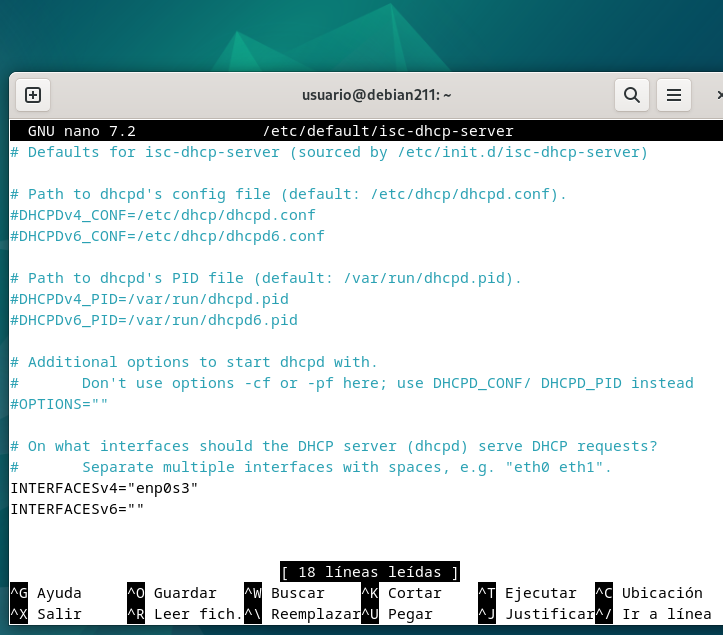 usuario@debian211: ~
GNU nano 7.2 /etc/default/isc-dhcp-server
# Defaults for isc-dhcp-server (sourced by /etc/init.d/isc-dhcp-server)
# Path to dhcpd's config file (default: /etc/dhcp/dhcpd.conf).
#DHCPDv4_CONF=/etc/dhcp/dhcpd.conf
#DHCPDv6_CONF=/etc/dhcp/dhcpd6.conf
# Path to dhcpd's PID file (default: /var/run/dhcpd.pid).
#DHCPDv4_PID=/var/run/dhcpd.pid
#DHCPDv6_PID=/var/run/dhcpd6.pid
# Additional options to start dhcpd with.
#       Don't use options -cf or -pf here; use DHCPD_CONF/ DHCPD_PID instead
#OPTIONS=""
# On what interfaces should the DHCP server (dhcpd) serve DHCP requests?
#       Separate multiple interfaces with spaces, e.g. "eth0 eth1".
INTERFACESv4="enp0s3"
INTERFACESv6=""
[ 18 líneas leídas ]
^G Ayuda ^O Guardar ^W Buscar ^K Cortar ^T Ejecutar ^C Ubicación
^X Salir ^R Leer fich. ^\ Reemplazar ^U Pegar ^J Justificar ^/ Ir a línea